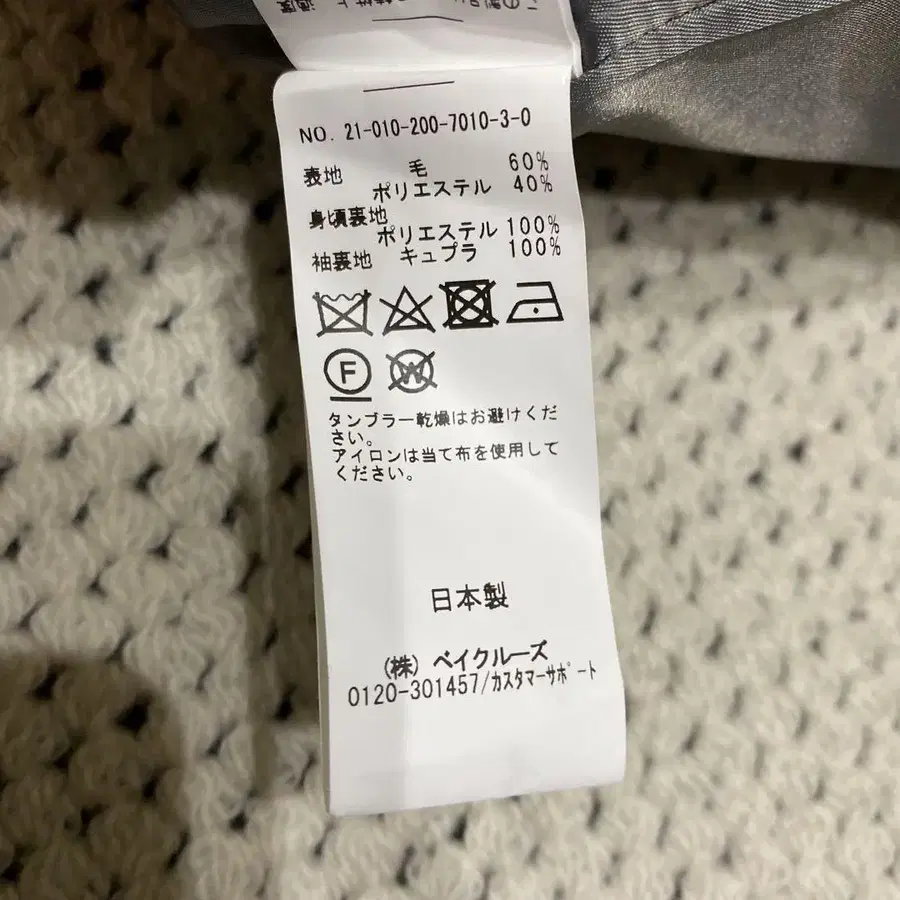 NO. 21-010-200-7010-3-0
表地 毛 60%
ポリエステル 40%
身頃裏地
ポリエステル 100%
袖裏地 キュプラ 100%
F W
タンブラー乾燥はお避けくだ
さい。
アイロンは当て布を使用して
ください。
日本製
(株) ベイクルーズ
0120-301457/カスタマーサポート